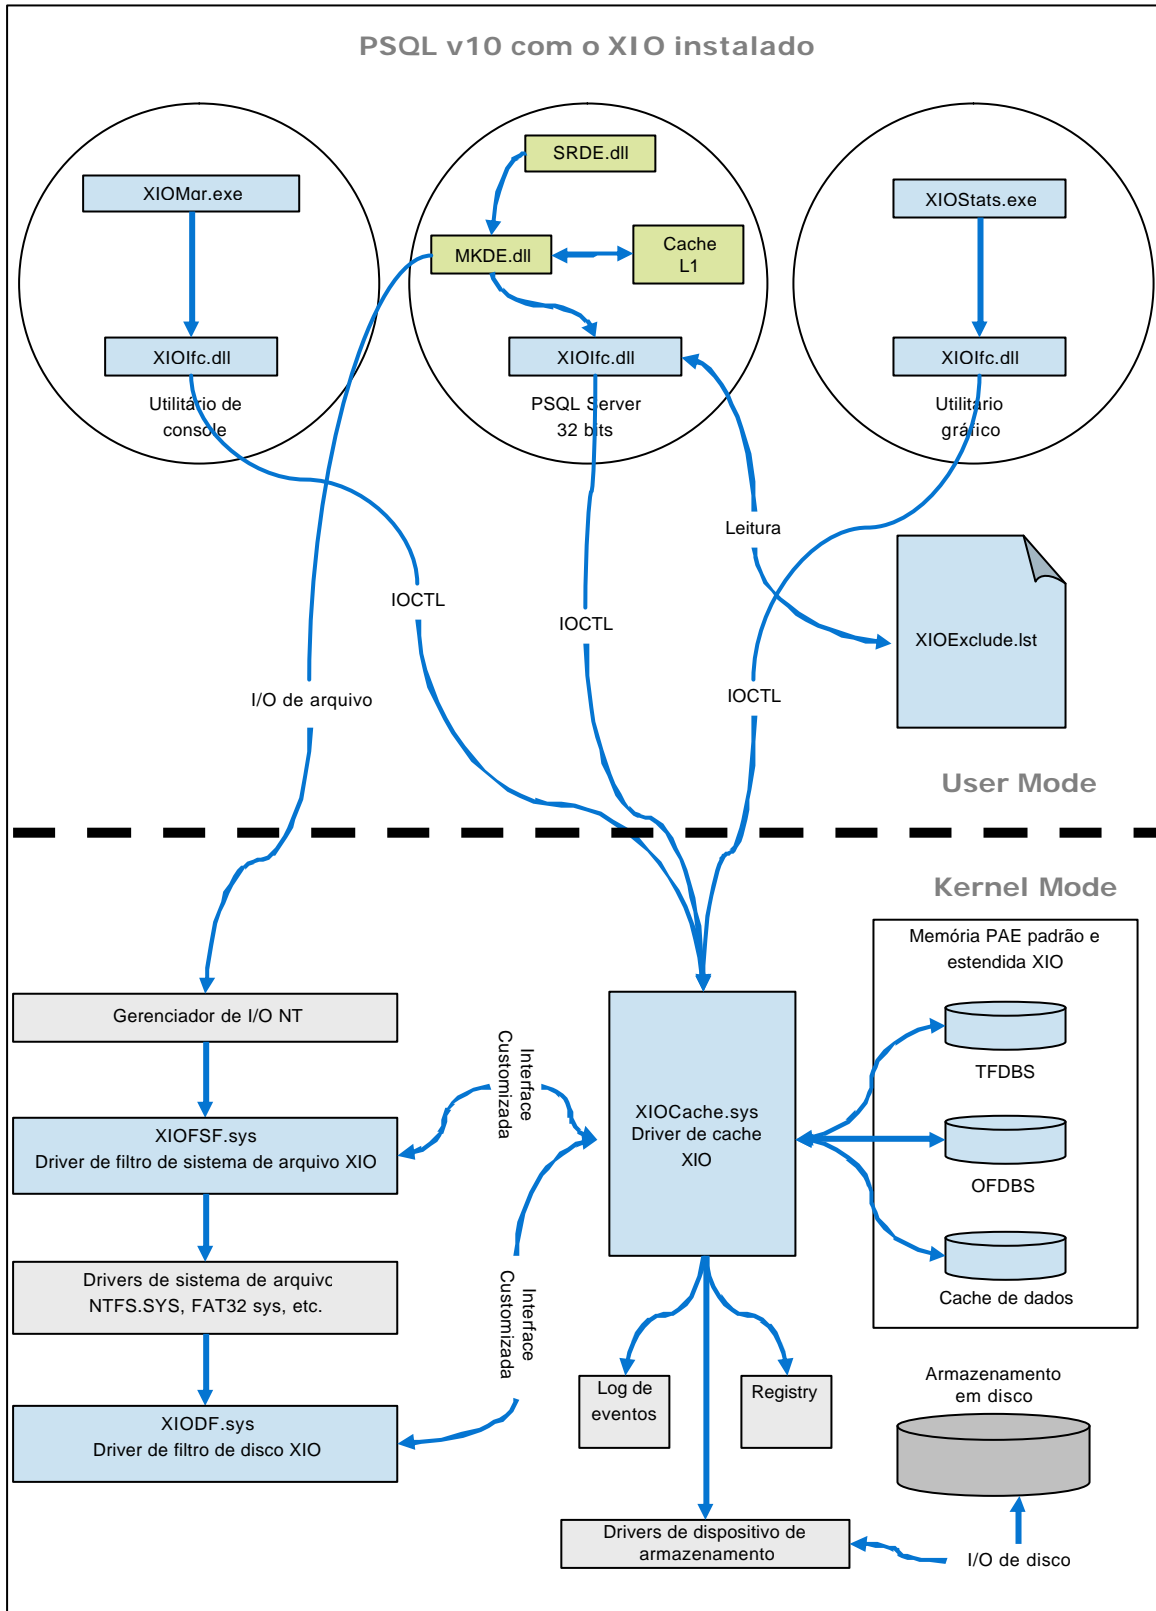 PSQL v10 com o XIO instalado
SRDE.dll
XIOMgr.exe
XIOStats.exe
MKDE.dll
Cache
L1
XIOIfc.dll
XIOIfc.dll
XIOIfc.dll
Utilitário de
console
PSQL Server
32 bits
Utilitário
gráfico
Leitura
IOCTL
IOCTL
XIOExclude.lst
I/O de arquivo
IOCTL
User Mode
Kernel Mode
Memória PAE padrão e
estendida XIO
Gerenciador de I/O NT
Interface
Customizada
TFDBS
XIOCache.sys
Driver de cache
XIO
XIOFSF.sys
Driver de filtro de sistema de arquivo XIO
OFDBS
Drivers de sistema de arquivo
NTFS.SYS, FAT32 sys, etc.
Interface
Customizada
Cache de dados
Log de
eventos
Registry
Armazenamento
em disco
XIODF.sys
Driver de filtro de disco XIO
Drivers de dispositivo de
armazenamento
I/O de disco